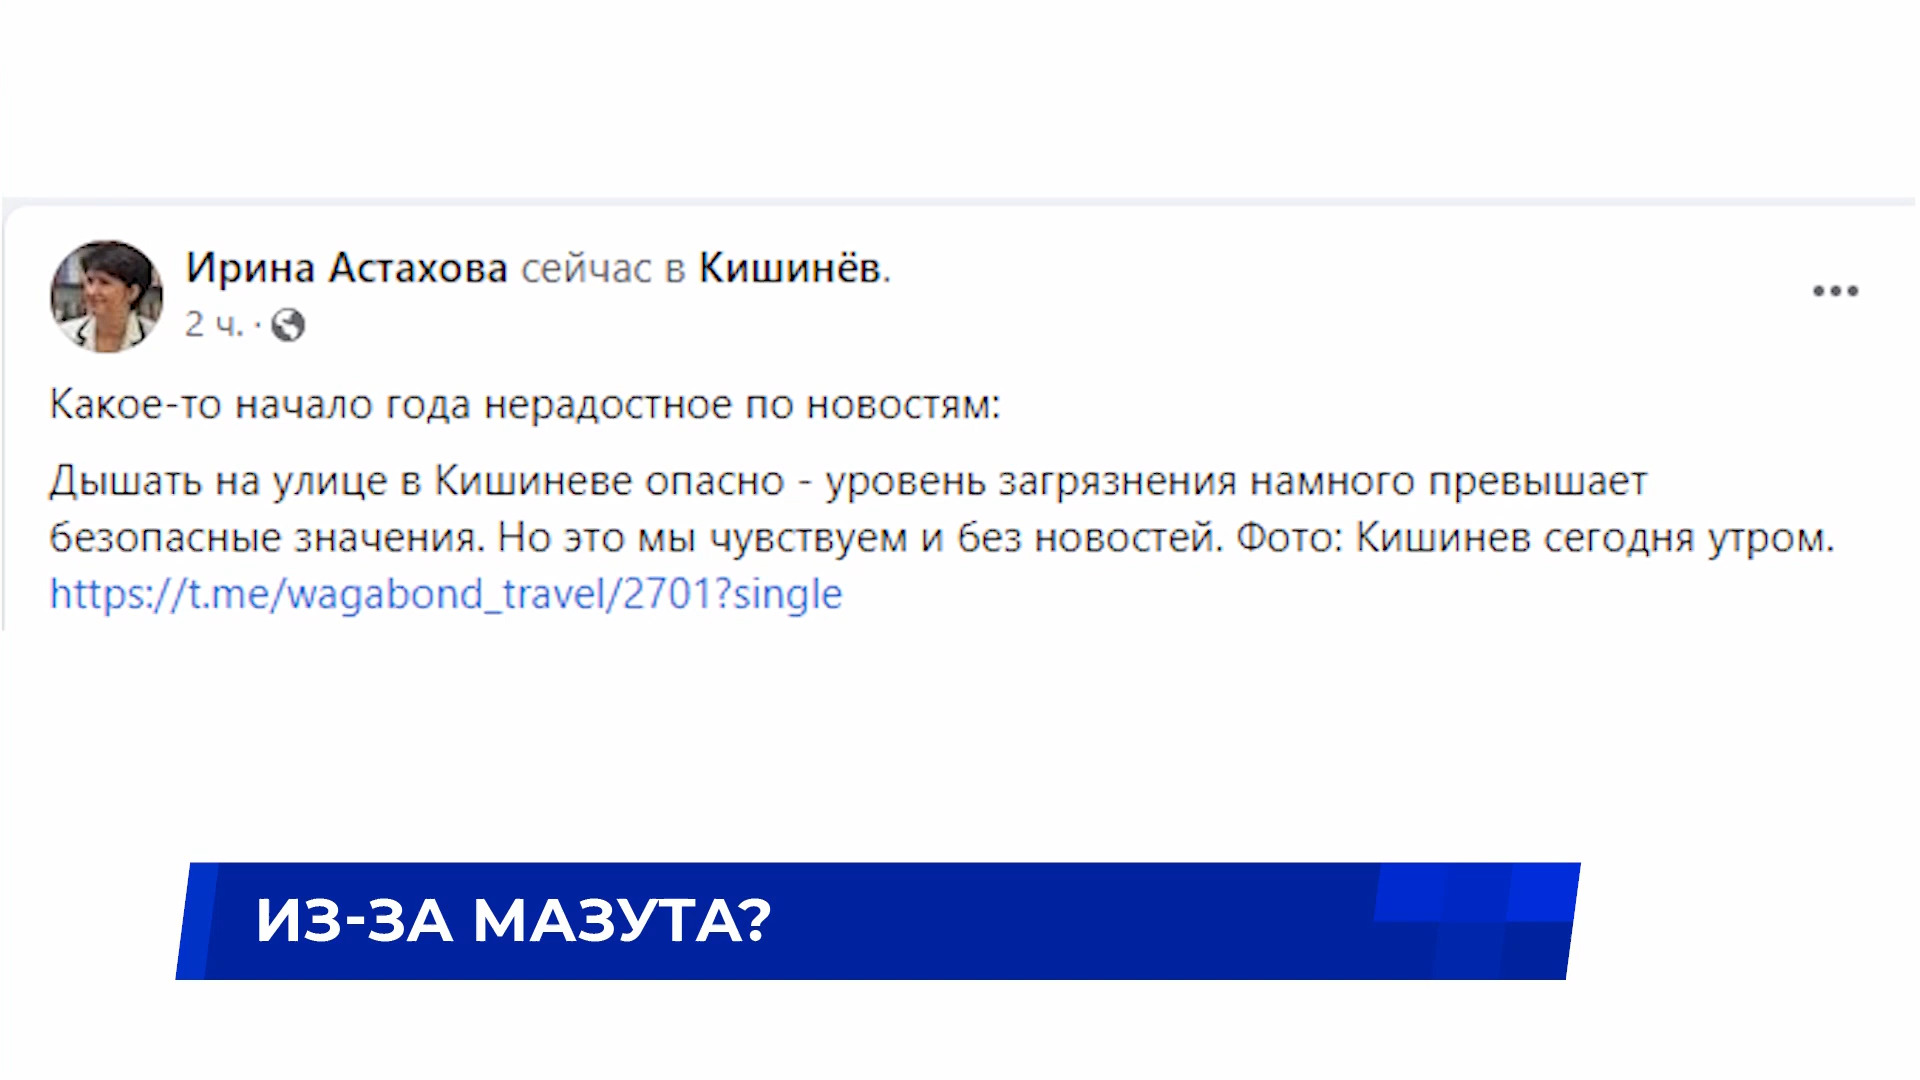 Ирина Астахова сейчас в Кишинёв.
2 ч. ·
Какое-то начало года нерадостное по новостям:
Дышать на улице в Кишиневе опасно - уровень загрязнения намного превышает
безопасные значения. Но это мы чувствуем и без новостей. Фото: Кишинев сегодня утром.
https://t.me/wagabond_travel/2701?single
ИЗ-ЗА МАЗУТА?